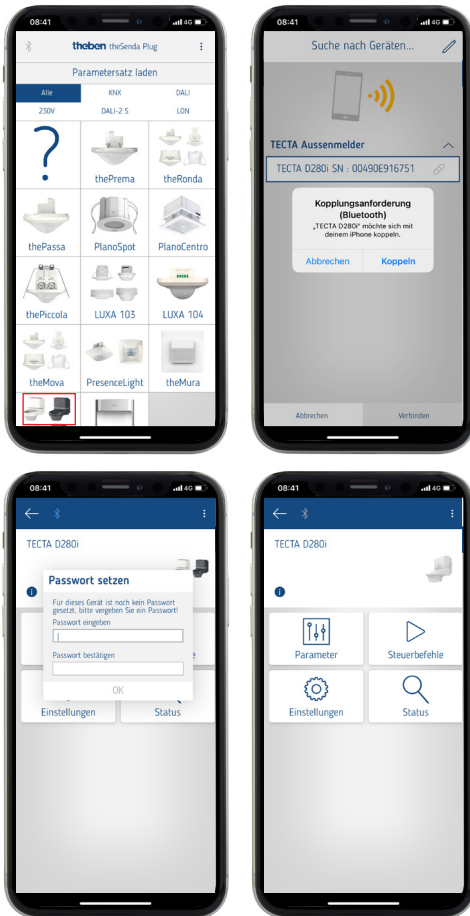 08:41
4G
theben theSenda Plug
Parametersatz laden
Alle
KNX
DALI
230V
DALI-2 S
LON
?
thePrema
theRonda
thePassa
PlanoSpot
PlanoCentro
thePiccola
LUXA 103
LUXA 104
theMova
PresenceLight
theMura
08:41
4G
Suche nach Geräten...
TECTA Aussenmelder
TECTA D280i SN : 00490E916751
Kopplungsanforderung
(Bluetooth)
„TECTA D280i“ möchte sich mit
deinem iPhone koppeln.
Abbrechen
Koppeln
Abbrechen
Verbinden
08:41
4G
TECTA D280i
Passwort setzen
Für dieses Gerät ist noch kein Passwort
gesetzt, bitte vergeben Sie ein Passwort!
Passwort eingeben
Passwort bestätigen
OK
e
Einstellungen
Status
08:41
4G
TECTA D280i
Parameter
Steuerbefehle
Einstellungen
Status